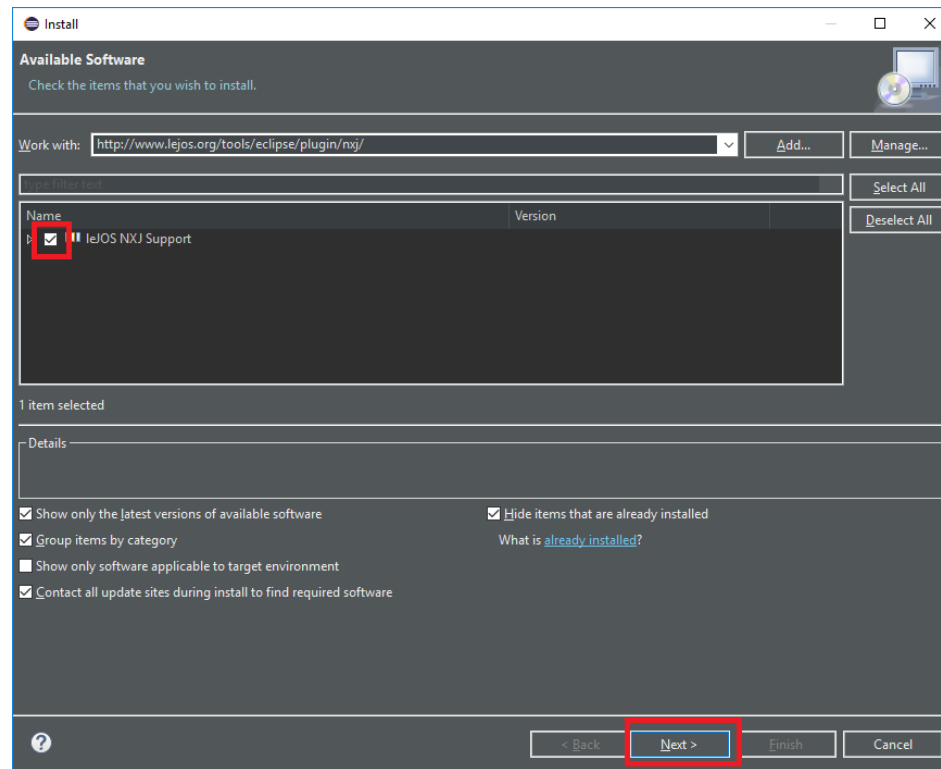 Install
Available Software
Check the items that you wish to install.
Work with: http://www.lejos.org/tools/eclipse/plugin/nxj/ Add... Manage...
type filter text Select All
Name Version Deselect All
leJOS NXJ Support
1 item selected
Details
Show only the latest versions of available software Hide items that are already installed
Group items by category What is already installed?
Show only software applicable to target environment
Contact all update sites during install to find required software
? < Back Next > Finish Cancel